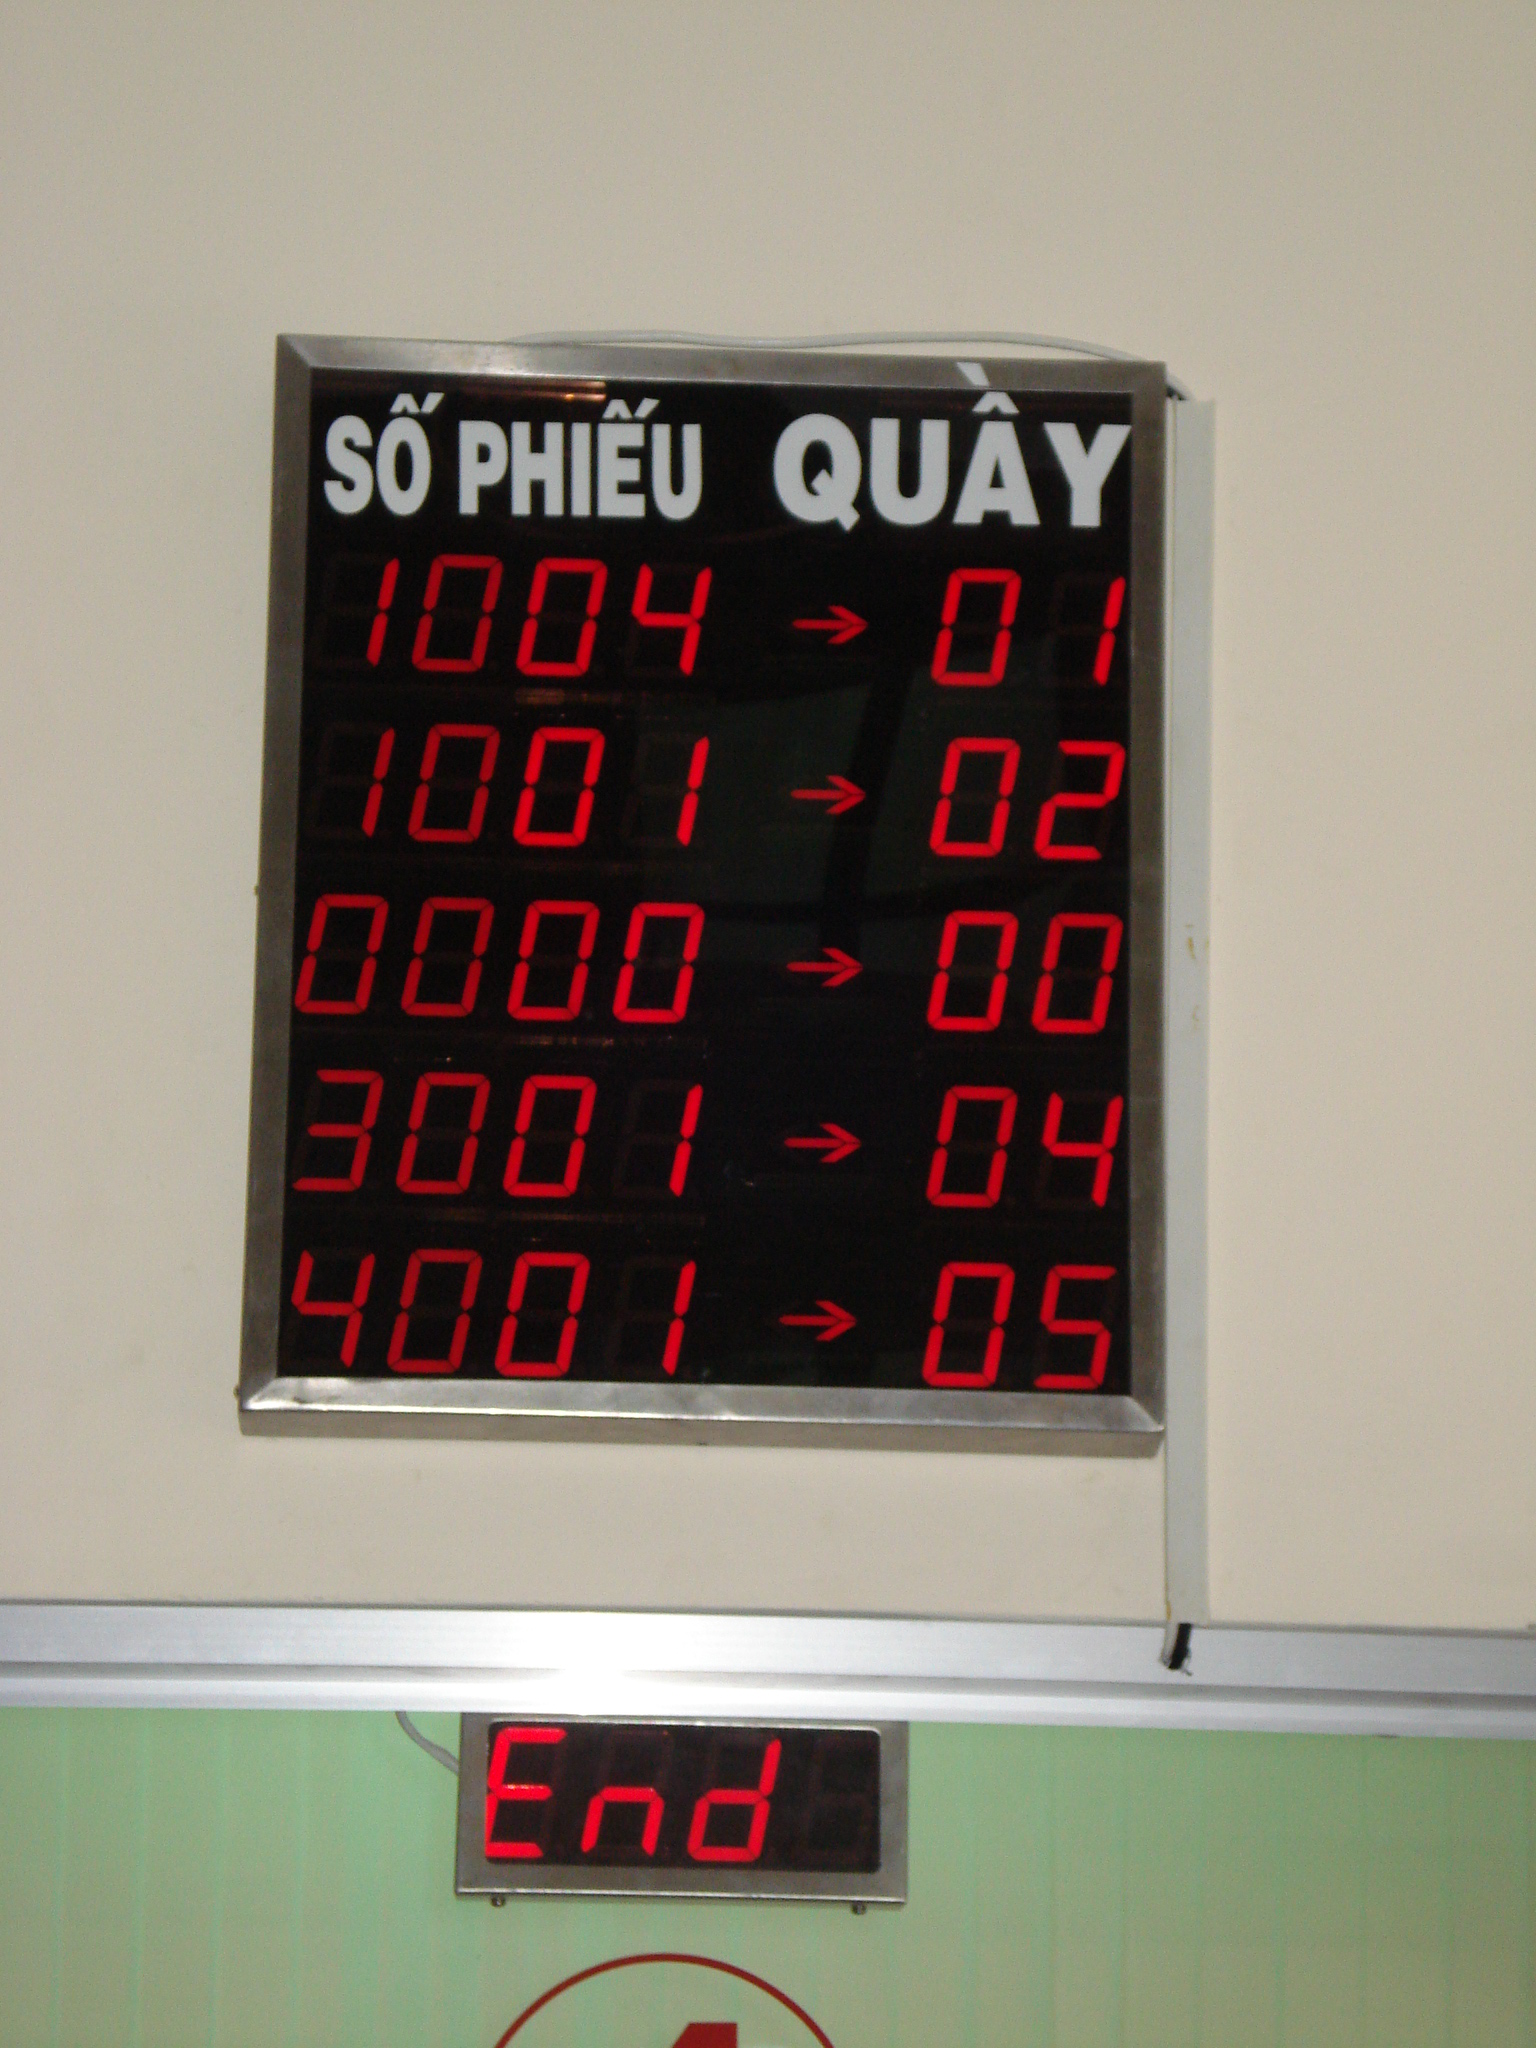 SỐ PHIẾU QUẦY
1004 → 01
1001 → 02
0000 → 00
3001 → 04
4001 → 05
End